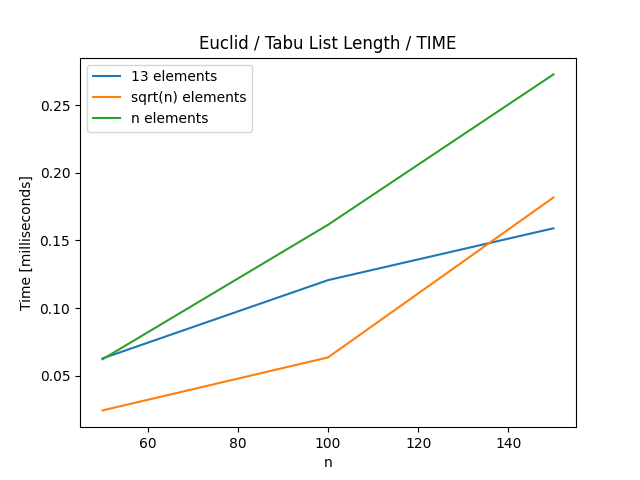 Euclid / Tabu List Length / TIME
13 elements
sqrt(n) elements
n elements
Time [milliseconds]
0.25
0.20
0.15
0.10
0.05
60 80 100 120 140
n